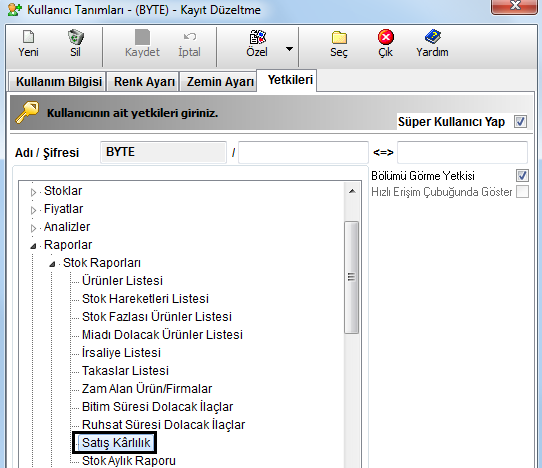 Kullanıcı Tanımları - (BYTE) - Kayıt Düzeltme
Yeni Sil Kaydet İptal Özel Seç Çik Yardım
Kullanım Bilgisi Renk Ayarı Zemin Ayarı Yetkileri
Kullanıcının ait yetkileri giriniz.
Süper Kullanıcı Yap
Adı / Şifresi BYTE / <=>
Bölümü Görme Yetkisi
Hızlı Erişim Çubuğunda Göster
Stoklar
Fiyatlar
Analizler
Raporlar
Stok Raporları
Ürünler Listesi
Stok Hareketleri Listesi
Stok Fazlası Ürünler Listesi
Miadı Dolacak Ürünler Listesi
İrsaliye Listesi
Takaslar Listesi
Zam Alan Ürün/Firmalar
Bitim Süresi Dolacak İlaçlar
Ruhsat Süresi Dolacak İlaçlar
Satış Kârlılık
Stok Aylık Raporu